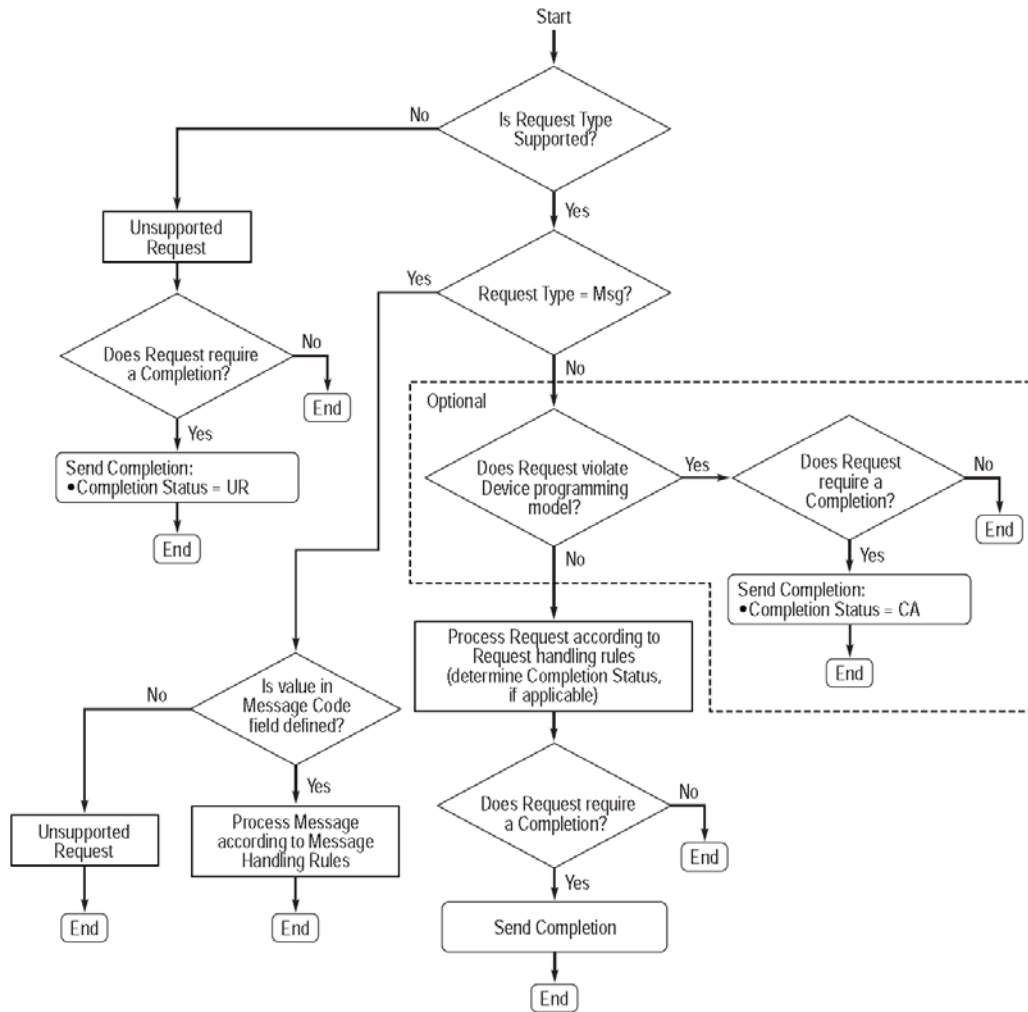 Start
Is Request Type
Supported?
No
Yes
Unsupported
Request
Request Type = Msg?
Yes
No
Does Request require
a Completion?
No
End
Yes
Send Completion:
•Completion Status = UR
End
Optional
Does Request violate
Device programming
model?
Yes
No
Does Request
require a
Completion?
No
End
Yes
Send Completion:
•Completion Status = CA
End
Process Request according to
Request handling rules
(determine Completion Status,
if applicable)
Is value in
Message Code
field defined?
No
Yes
Unsupported
Request
End
Process Message
according to Message
Handling Rules
End
Does Request require
a Completion?
No
End
Yes
Send Completion
End